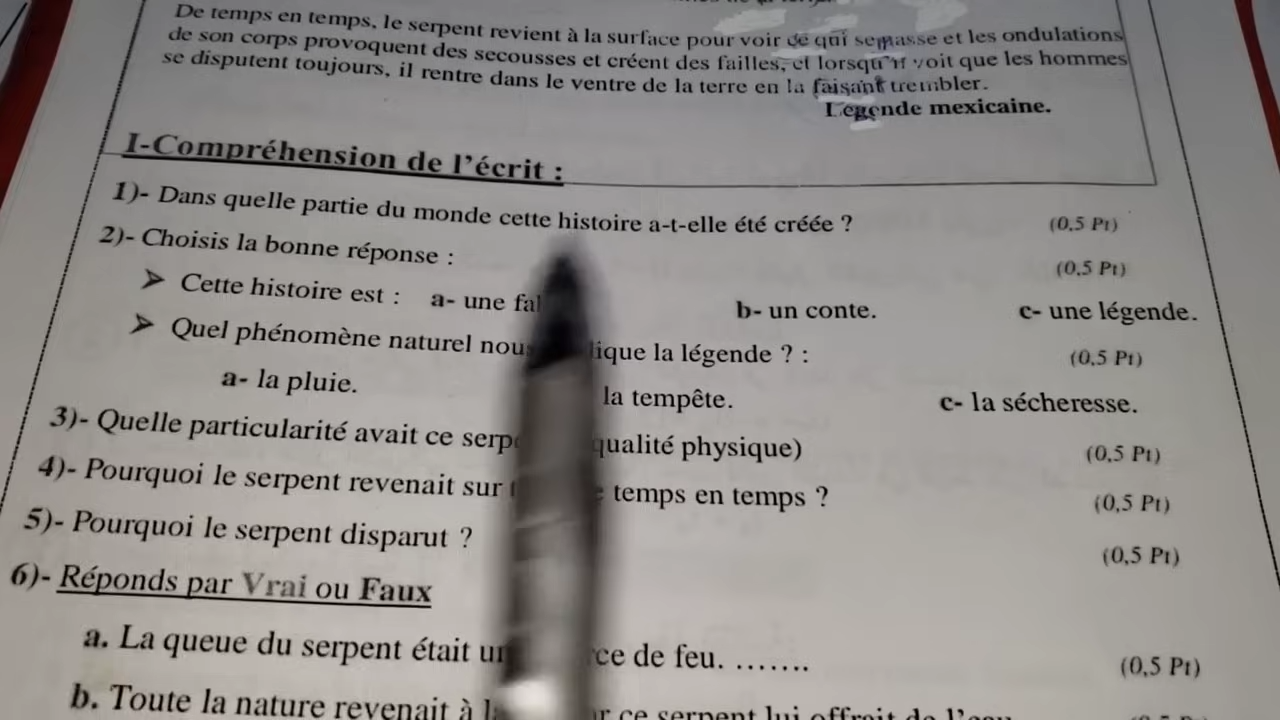 De temps en temps, le serpent revient à la surface pour voir ce qui se passe et les ondulations
de son corps provoquent des secousses et créent des failles, et lorsqu'il voit que les hommes
se disputent toujours, il rentre dans le ventre de la terre en la faisant trembler.
Légende mexicaine.
I-Compréhension de l'écrit :
1)- Dans quelle partie du monde cette histoire a-t-elle été créée ? (0,5 Pt)
2)- Choisis la bonne réponse : (0,5 Pt)
➢ Cette histoire est : a- une b- un conte. c- une légende.
➢ Quel phénomène naturel la légende ? : (0,5 Pt)
a- la pluie. la tempête. c- la sécheresse.
3)- Quelle particularité avait ce qualité physique) (0,5 Pt)
4)- Pourquoi le serpent revenait sur temps en temps ? (0,5 Pt)
5)- Pourquoi le serpent disparut ? (0,5 Pt)
6)- Réponds par Vrai ou Faux
a. La queue du serpent était de feu. ....... (0,5 Pt)
b. Toute la nature revenait à ce serpent lui offrait de l'eau